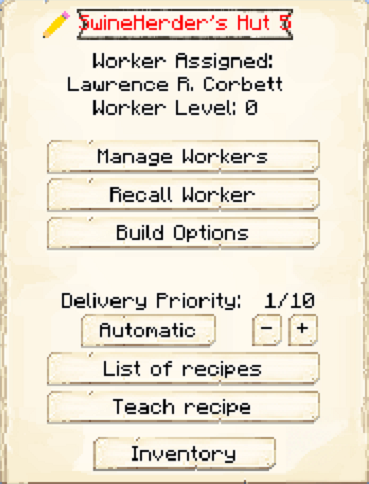 SwineHerder's Hut 5
Worker Assigned:
Lawrence R. Corbett
Worker Level: 0
Manage Workers
Recall Worker
Build Options
Delivery Priority: 1/10
Automatic - +
List of recipes
Teach recipe
Inventory